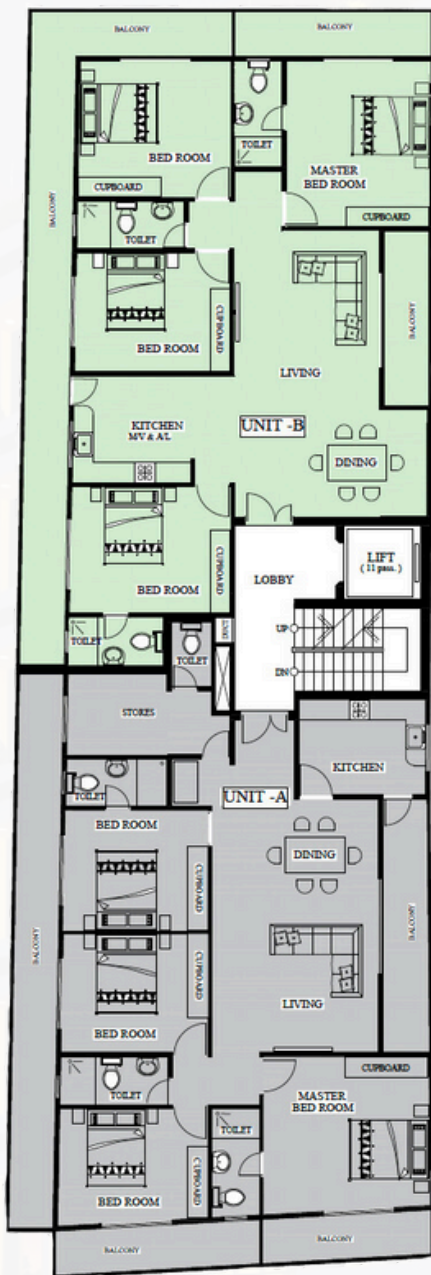 BALCONY
BALCONY
BED ROOM
TOILET
MASTER
BED ROOM
CUPBOARD
CUPBOARD
BALCONY
TOILET
CUPBOARD
BED ROOM
BALCONY
LIVING
KITCHEN
M/V & A/L
UNIT -B
DINING
CUPBOARD
BED ROOM
LOBBY
LIFT
( 11 pass. )
TOILET
TOILET
UP
DN
STORES
KITCHEN
TOILET
UNIT -A
BED ROOM
CUPBOARD
DINING
BALCONY
BALCONY
CUPBOARD
BED ROOM
LIVING
TOILET
CUPBOARD
MASTER
BED ROOM
TOILET
BED ROOM
CUPBOARD
BALCONY
BALCONY